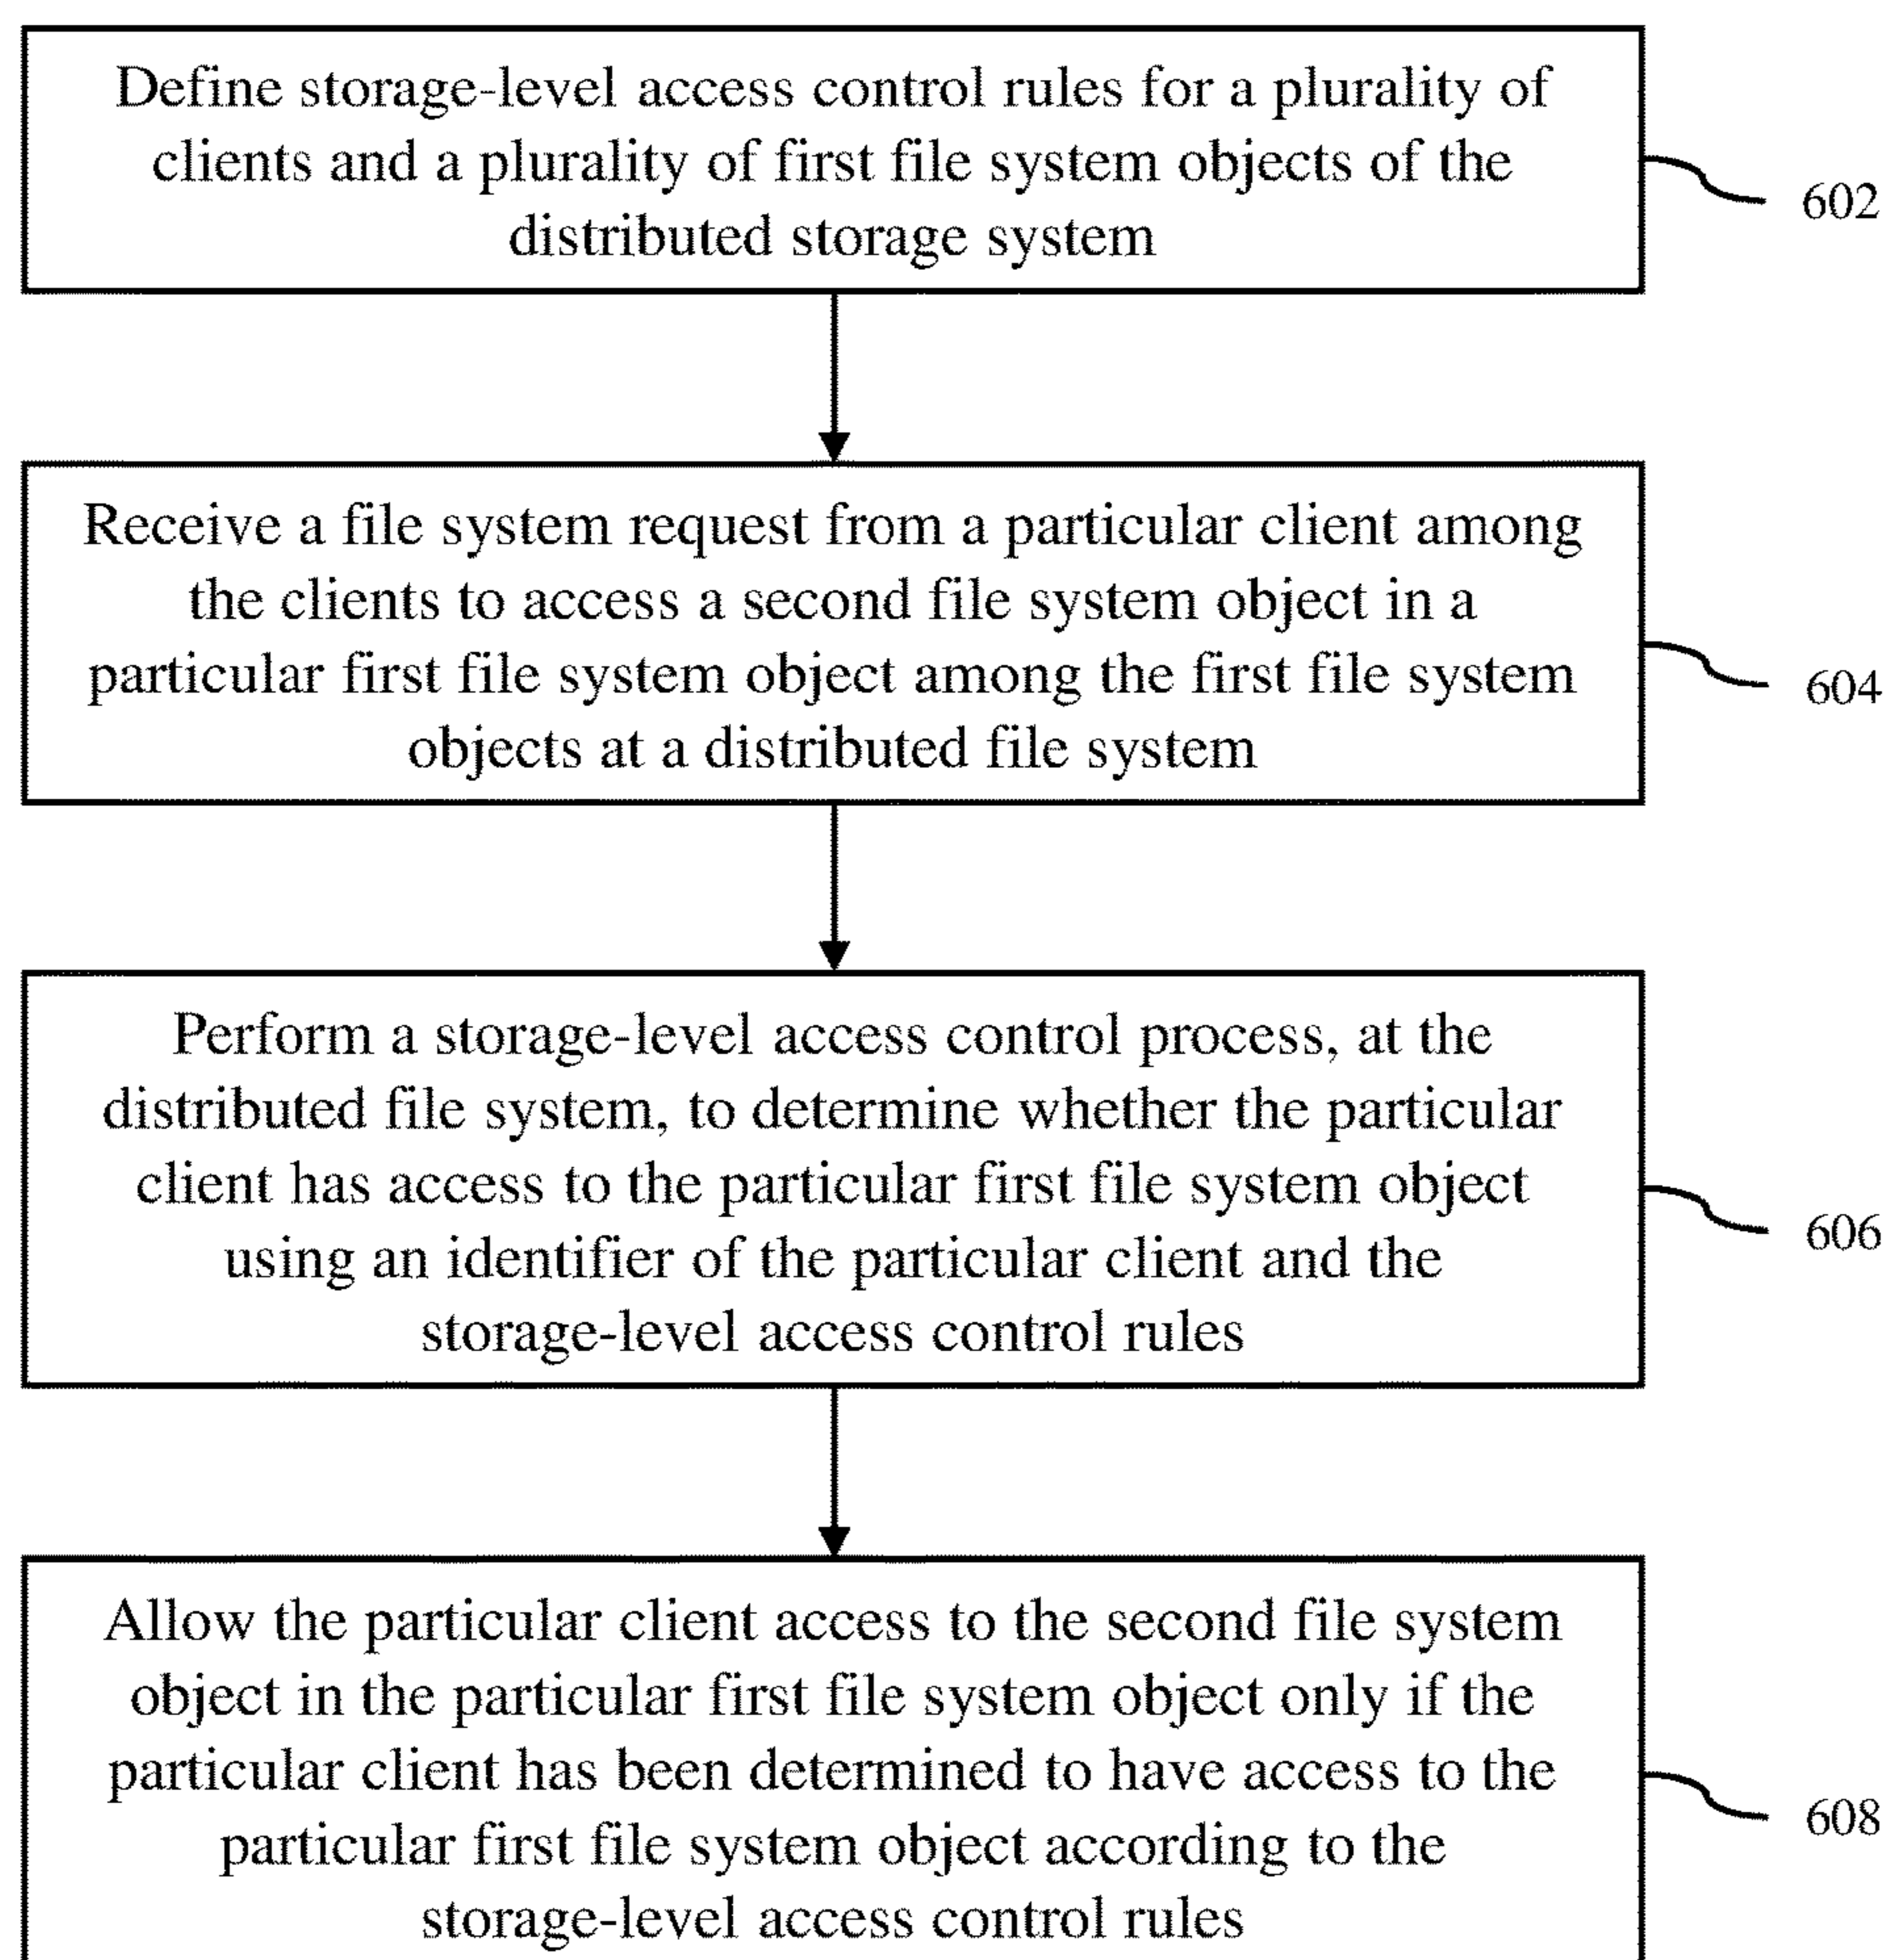 Define storage-level access control rules for a plurality of
clients and a plurality of first file system objects of the
distributed storage system
602
Receive a file system request from a particular client among
the clients to access a second file system object in a
particular first file system object among the first file system
objects at a distributed file system
604
Perform a storage-level access control process, at the
distributed file system, to determine whether the particular
client has access to the particular first file system object
using an identifier of the particular client and the
storage-level access control rules
606
Allow the particular client access to the second file system
object in the particular first file system object only if the
particular client has been determined to have access to the
particular first file system object according to the
storage-level access control rules
608